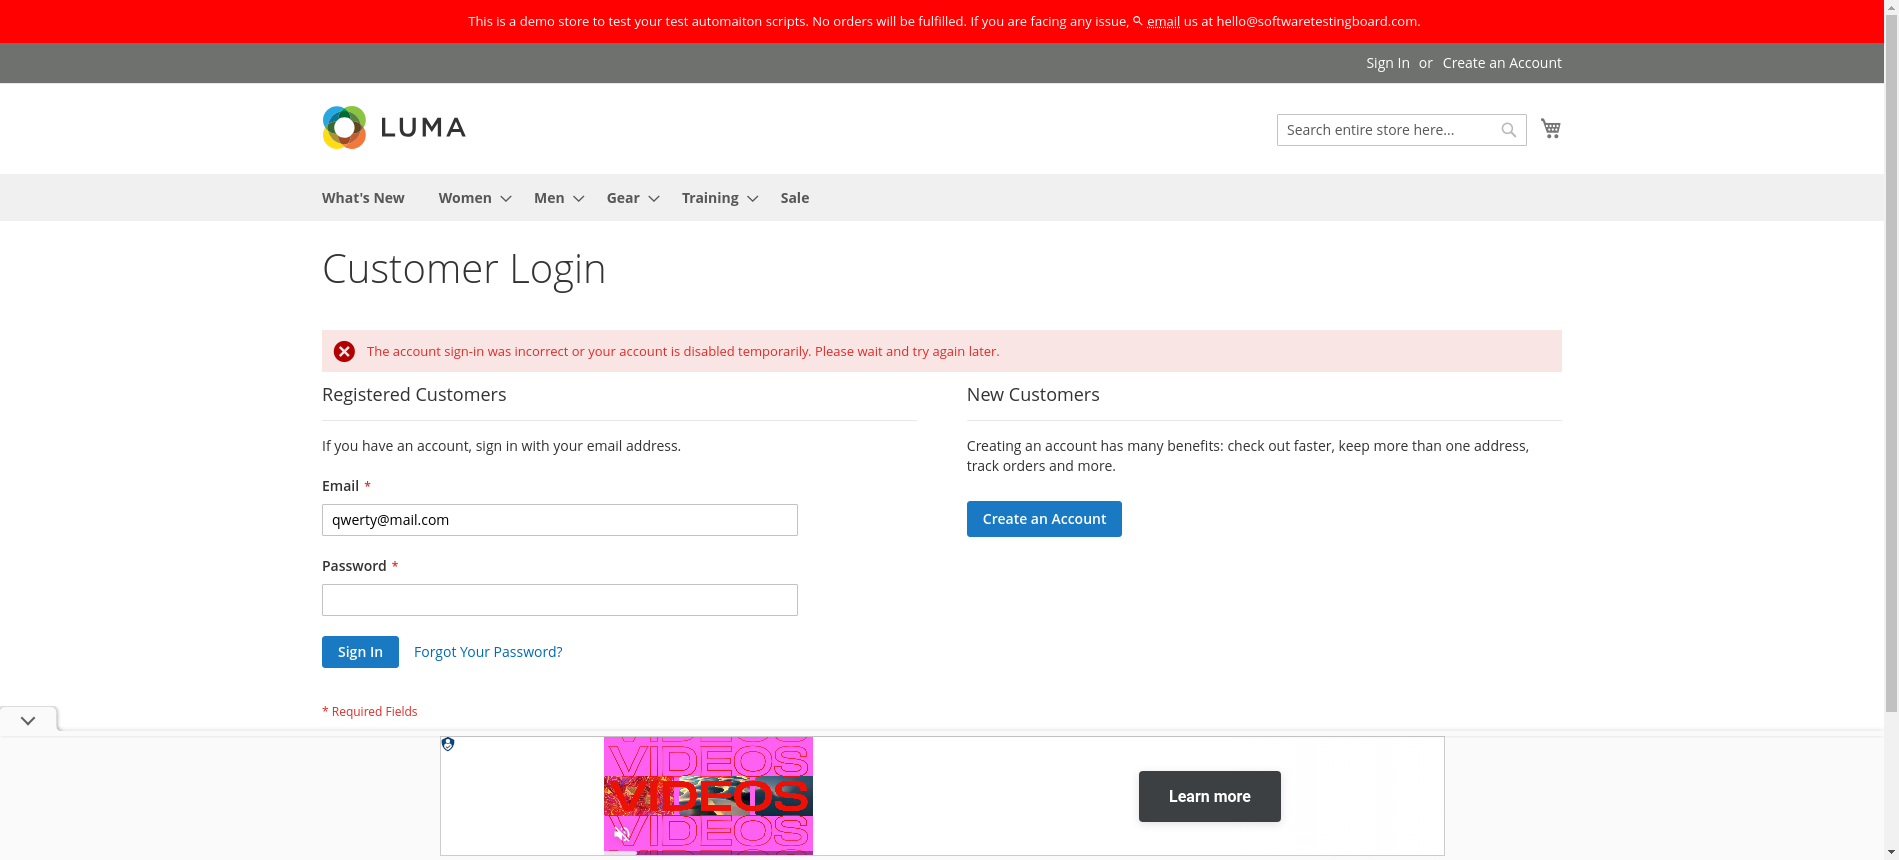 This is a demo store to test your test automaiton scripts. No orders will be fulfilled. If you are facing any issue, email us at hello@softwaretestingboard.com.
Sign In or Create an Account
LUMA
Search entire store here...
What's New Women Men Gear Training Sale
Customer Login
The account sign-in was incorrect or your account is disabled temporarily. Please wait and try again later.
Registered Customers
If you have an account, sign in with your email address.
Email *
qwerty@mail.com
Password *
Sign In Forgot Your Password?
* Required Fields
New Customers
Creating an account has many benefits: check out faster, keep more than one address,
track orders and more.
Create an Account
VIDEOS
VIDEOS
VIDEOS
VIDEOS
Learn more